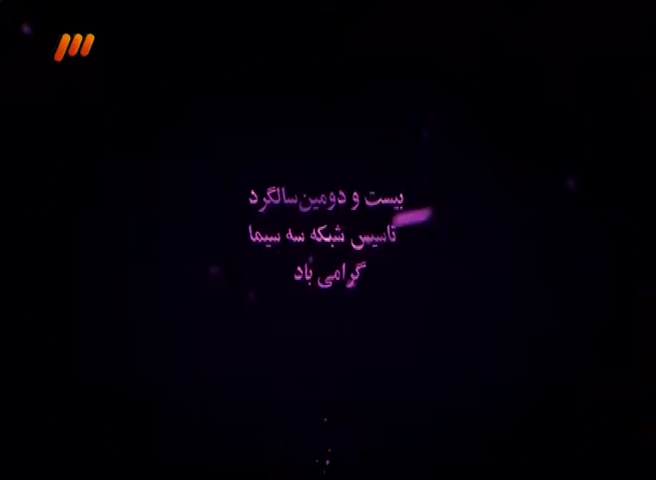 بیست و دومین سالگرد
تاسیس شبکه سه سیما
گرامی باد